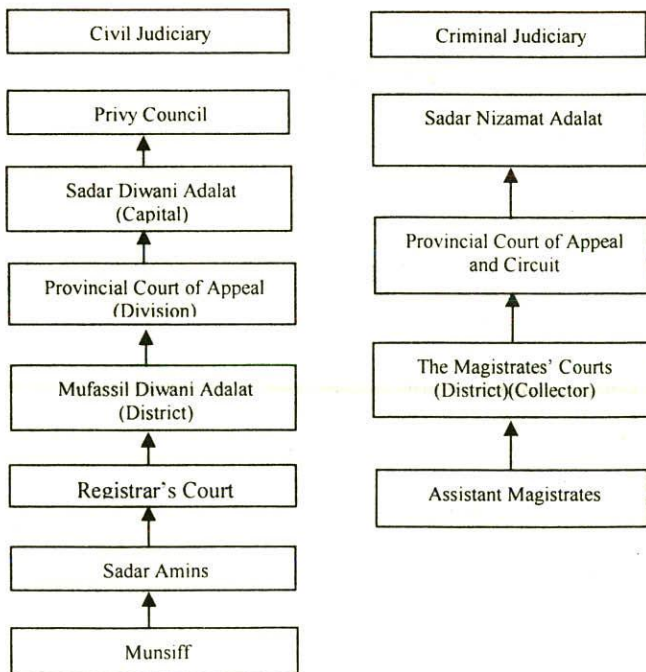 Civil Judiciary
Privy Council
Sadar Diwani Adalat
(Capital)
Provincial Court of Appeal
(Division)
Mufassil Diwani Adalat
(District)
Registrar's Court
Sadar Amins
Munsiff
Criminal Judiciary
Sadar Nizamat Adalat
Provincial Court of Appeal
and Circuit
The Magistrates' Courts
(District)(Collector)
Assistant Magistrates